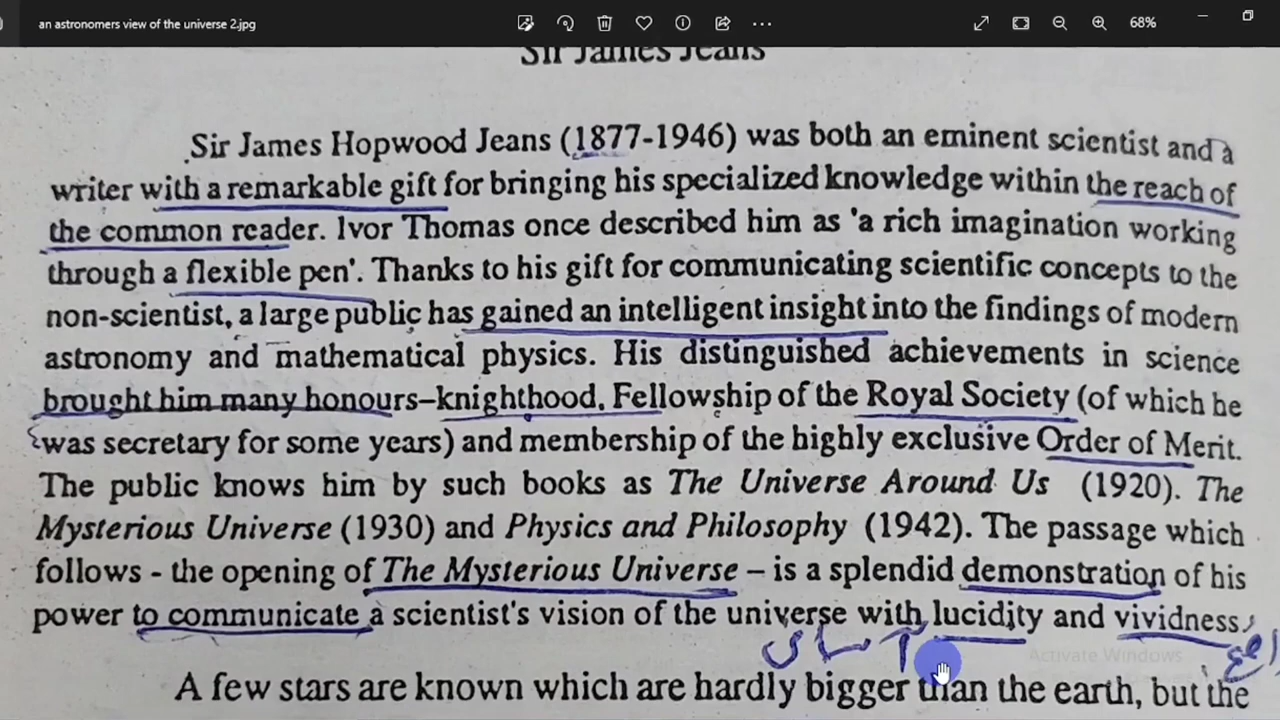 an astronomers view of the universe 2.jpg
68%
Sir James Jeans
Sir James Hopwood Jeans (1877-1946) was both an eminent scientist and a
writer with a remarkable gift for bringing his specialized knowledge within the reach of
the common reader. Ivor Thomas once described him as 'a rich imagination working
through a flexible pen'. Thanks to his gift for communicating scientific concepts to the
non-scientist, a large public has gained an intelligent insight into the findings of modern
astronomy and mathematical physics. His distinguished achievements in science
brought him many honours–knighthood. Fellowship of the Royal Society (of which he
was secretary for some years) and membership of the highly exclusive Order of Merit.
The public knows him by such books as The Universe Around Us (1920). The
Mysterious Universe (1930) and Physics and Philosophy (1942). The passage which
follows - the opening of The Mysterious Universe – is a splendid demonstration of his
power to communicate a scientist's vision of the universe with lucidity and vividness.
Activate Windows
A few stars are known which are hardly bigger than the earth, but the